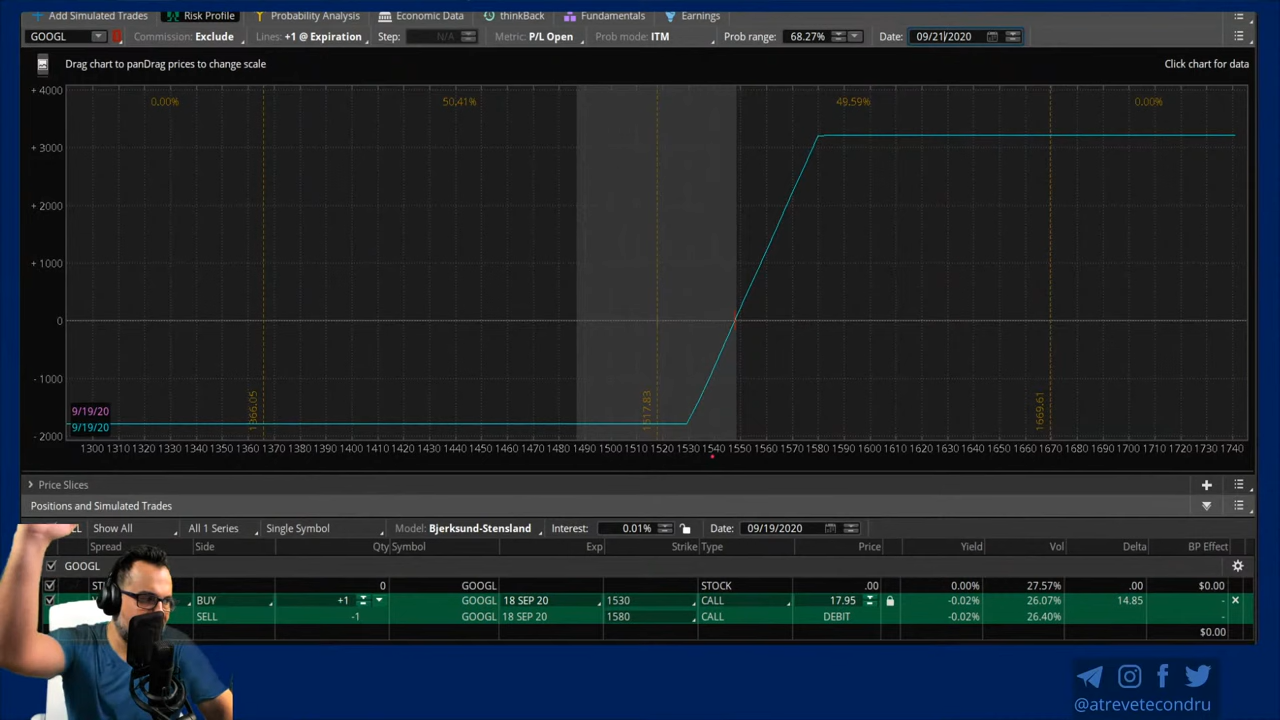 Add Simulated Trades Risk Profile Probability Analysis Economic Data thinkBack Fundamentals Earnings
GOOGL Commission: Exclude Lines: +1 @ Expiration Step: N/A Metric: P/L Open Prob mode: ITM Prob range: 68.27% Date: 09/21/2020
Drag chart to panDrag prices to change scale Click chart for data
+ 4000
0.00% 50.41% 49.59% 0.00%
+ 3000
+ 2000
+ 1000
0
- 1000
1517.83 1669.61
9/19/20
9/19/20
- 2000
1300 1310 1320 1330 1340 1350 1360 1370 1380 1390 1400 1410 1420 1430 1440 1450 1460 1470 1480 1490 1500 1510 1520 1530 1540 1550 1560 1570 1580 1590 1600 1610 1620 1630 1640 1650 1660 1670 1680 1690 1700 1710 1720 1730 1740
Price Slices
Positions and Simulated Trades
Show All All 1 Series Single Symbol Model: Bjerksund-Stensland Interest: 0.01% Date: 09/19/2020
Spread Side Qty Symbol Exp Strike Type Price Yield Vol Delta BP Effect
GOOGL
0 GOOGL STOCK .00 0.00% 27.57% .00 $0.00
BUY +1 GOOGL 18 SEP 20 1530 CALL 17.95 -0.02% 26.07% 14.85 -
SELL -1 GOOGL 18 SEP 20 1580 CALL DEBIT -0.02% 26.40% -
$0.00
@atrevetecondru